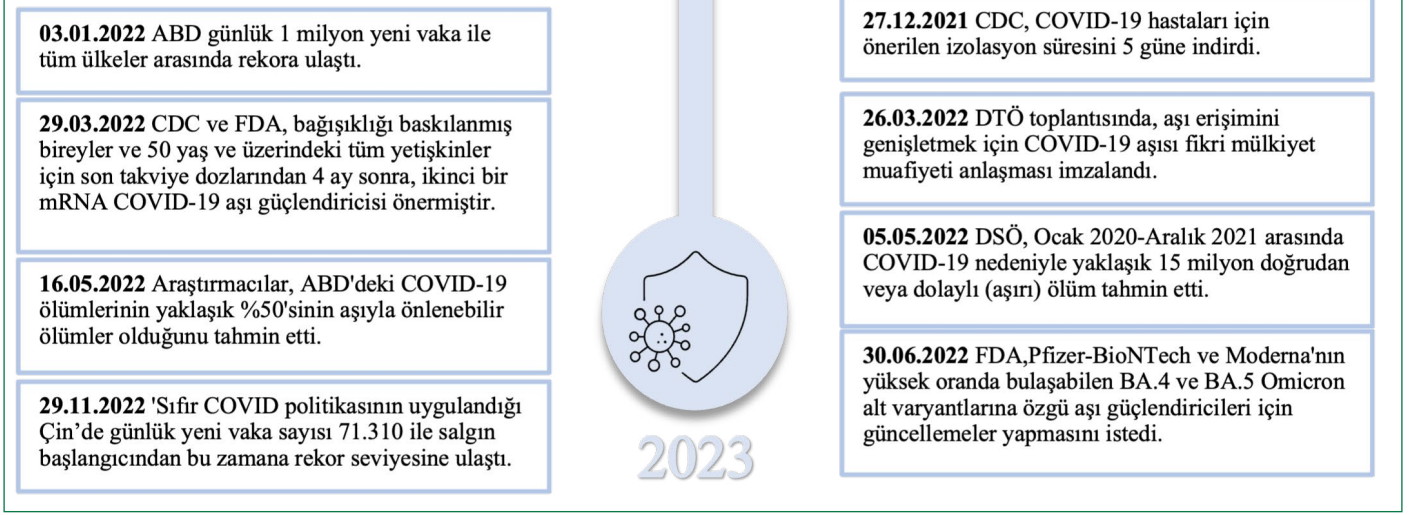 03.01.2022 ABD günlük 1 milyon yeni vaka ile
tüm ülkeler arasında rekora ulaştı.
29.03.2022 CDC ve FDA, bağışıklığı baskılanmış
bireyler ve 50 yaş ve üzerindeki tüm yetişkinler
için son takviye dozlarından 4 ay sonra, ikinci bir
mRNA COVID-19 aşı güçlendiricisi önermiştir.
16.05.2022 Araştırmacılar, ABD'deki COVID-19
ölümlerinin yaklaşık %50'sinin aşıyla önlenebilir
ölümler olduğunu tahmin etti.
29.11.2022 'Sıfır COVID politikasının uygulandığı
Çin’de günlük yeni vaka sayısı 71.310 ile salgın
başlangıcından bu zamana rekor seviyesine ulaştı.
2023
27.12.2021 CDC, COVID-19 hastaları için
önerilen izolasyon süresini 5 güne indirdi.
26.03.2022 DTÖ toplantısında, aşı erişimini
genişletmek için COVID-19 aşısı fikri mülkiyet
muafiyeti anlaşması imzalandı.
05.05.2022 DSÖ, Ocak 2020-Aralık 2021 arasında
COVID-19 nedeniyle yaklaşık 15 milyon doğrudan
veya dolaylı (aşırı) ölüm tahmin etti.
30.06.2022 FDA,Pfizer-BioNTech ve Moderna'nın
yüksek oranda bulaşabilen BA.4 ve BA.5 Omicron
alt varyantlarına özgü aşı güçlendiricileri için
güncellemeler yapmasını istedi.